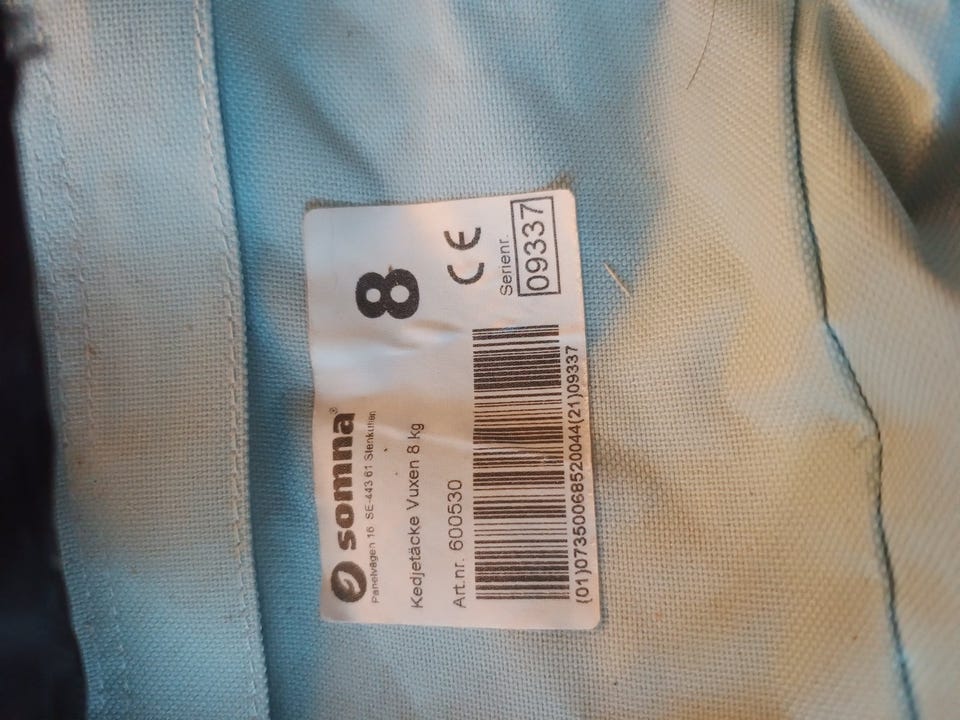 somna®
8
Panelvägen 16 SE-443 61 Stenkullen
Kedjetäcke Vuxen 8 kg
CE
Art.nr. 600530
Serienr.
09337
(01)07350068520044(21)09337